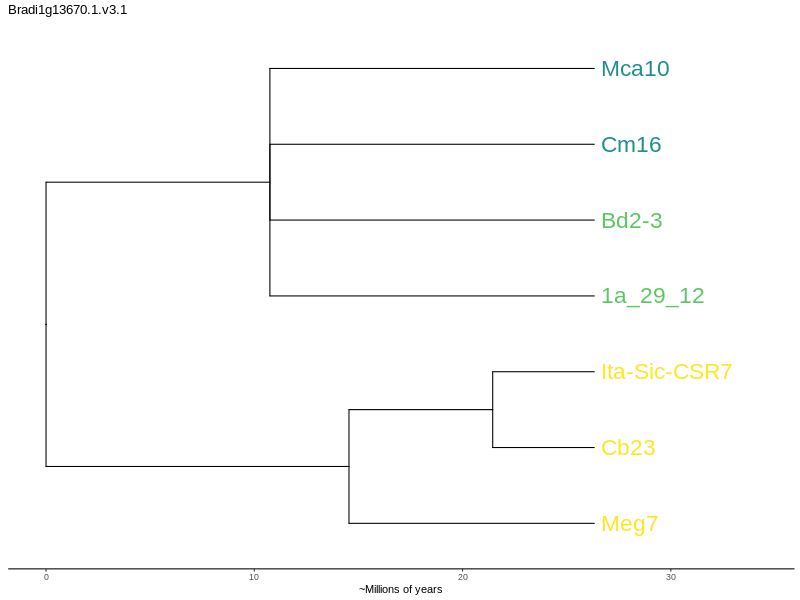 Bradi1g13670.1.v3.1
Mca10
Cm16
Bd2-3
1a_29_12
Ita-Sic-CSR7
Cb23
Meg7
0 10 20 30
~Millions of years